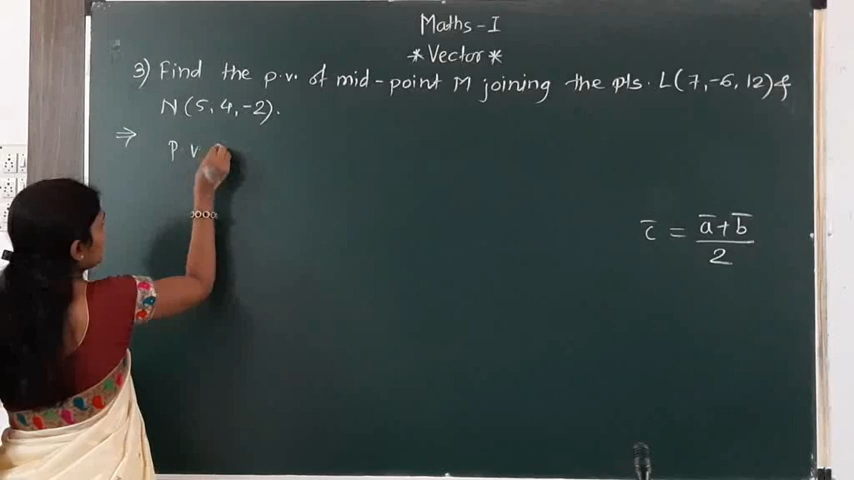 Maths-I
*Vector*
3) Find the p.v. of mid-point M joining the pts. L(7,-6,12) &
N(5,4,-2).
⇒ p.v.
c̄ = ā+b̄
2